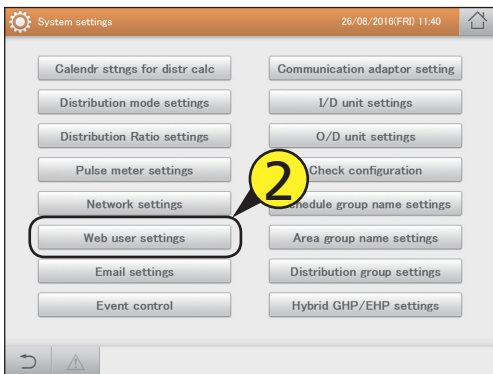 System settings
26/08/2016(FRI) 11:40
Calendr sttngs for distr calc
Communication adaptor setting
Distribution mode settings
I/D unit settings
Distribution Ratio settings
O/D unit settings
Pulse meter settings
Check configuration
2
Network settings
hedule group name settings
Web user settings
Area group name settings
Email settings
Distribution group settings
Event control
Hybrid GHP/EHP settings